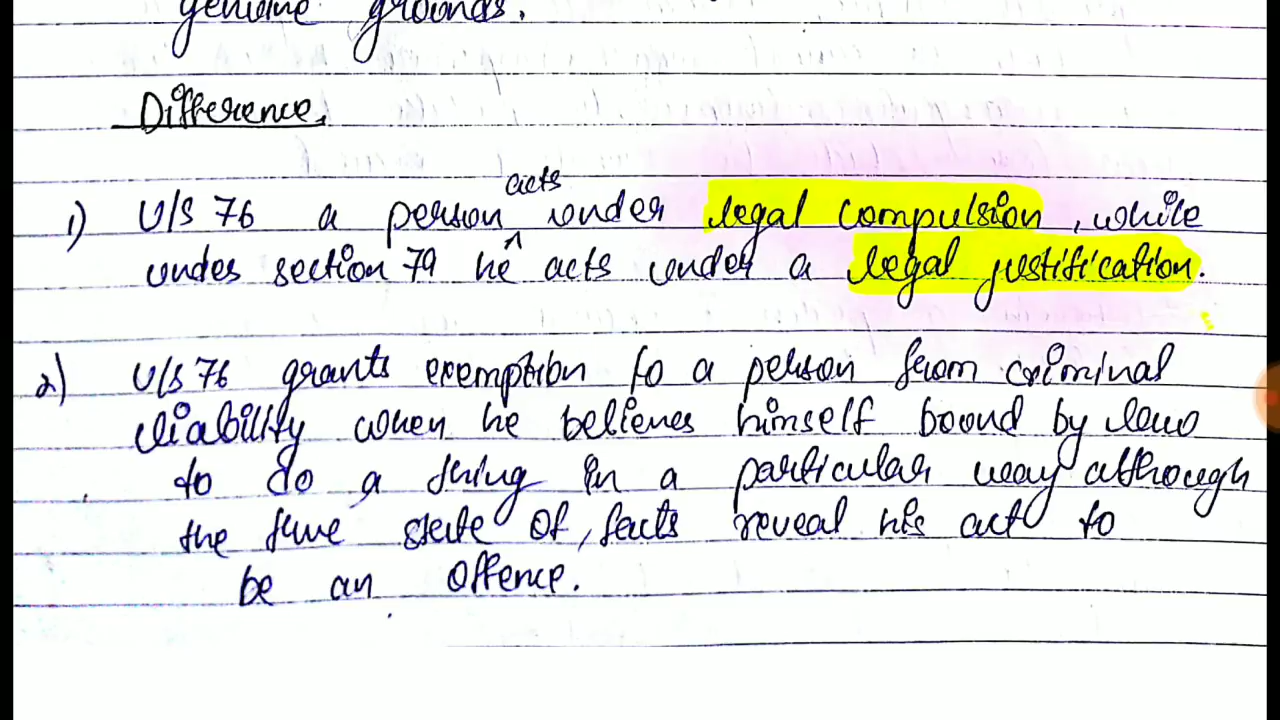 genuine grounds.
Difference.
acts
1) U/S 76 a person ^ under legal compulsion, while
under section 79 he acts under a legal justification.
2) U/S 76 grants exemption to a person from criminal
liability when he believes himself bound by law
to do a thing in a particular way although
the true state of facts reveal his act to
be an offence.